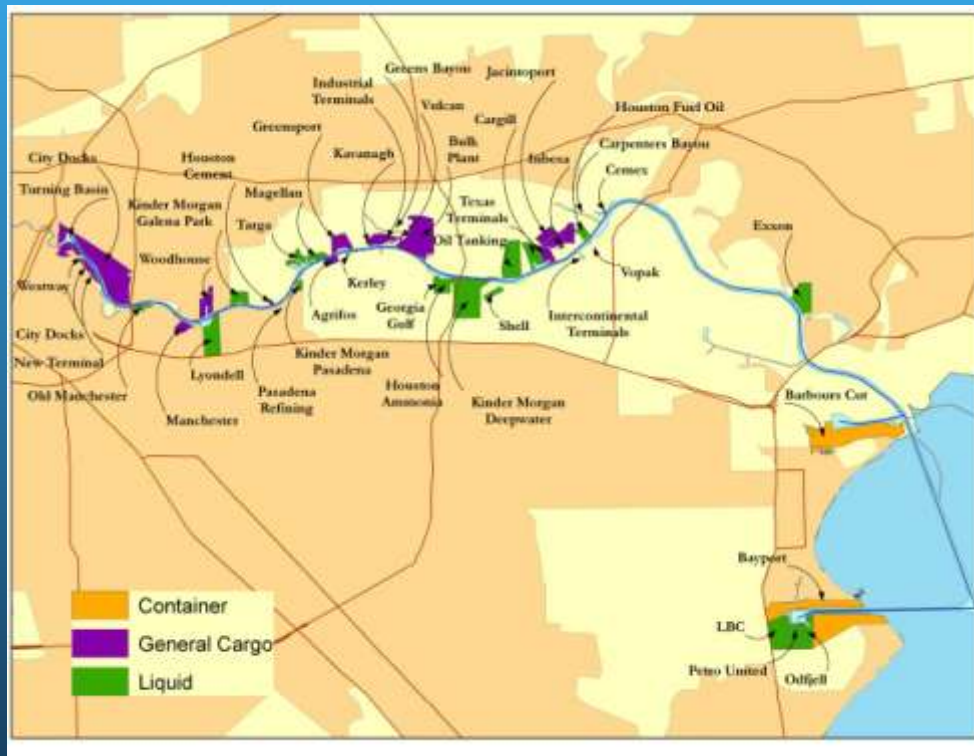 Greens Bayou
Industrial
Terminals
Jacintoport
Vulcan
Houston Fuel Oil
Cargill
Greensport
Bulk
Plant
Kavanagh
Carpenters Bayou
City Docks
Houston
Cement
Cemex
Turning Basin
Magellan
Kinder Morgan
Galena Park
Texas
Terminals
Exxon
Targa
Oil Tanking
Woodhouse
Vopak
Westway
Kerley
Georgia
Gulf
Agrifos
Shell
Intercontinental
Terminals
City Docks
New Terminal
Lyondell
Kinder Morgan
Pasadena
Old Manchester
Pasadena
Refining
Houston
Ammonia
Manchester
Kinder Morgan
Deepwater
Barbours Cut
Bayport
Container
LBC
General Cargo
Petro United
Odfjell
Liquid